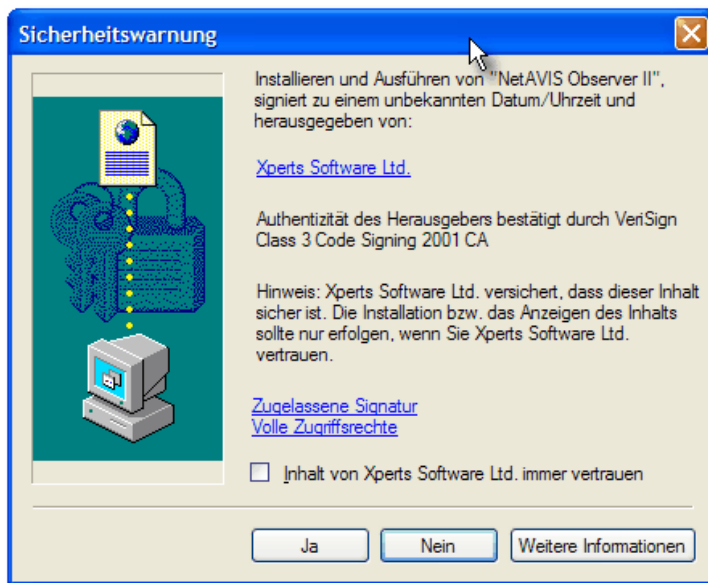 Sicherheitswarnung
Installieren und Ausführen von "NetAVIS Observer II",
signiert zu einem unbekannten Datum/Uhrzeit und
herausgegeben von:
Xperts Software Ltd.
Authentizität des Herausgebers bestätigt durch VeriSign
Class 3 Code Signing 2001 CA
Hinweis: Xperts Software Ltd. versichert, dass dieser Inhalt
sicher ist. Die Installation bzw. das Anzeigen des Inhalts
sollte nur erfolgen, wenn Sie Xperts Software Ltd.
vertrauen.
Zugelassene Signatur
Volle Zugriffsrechte
Inhalt von Xperts Software Ltd. immer vertrauen
Ja Nein Weitere Informationen